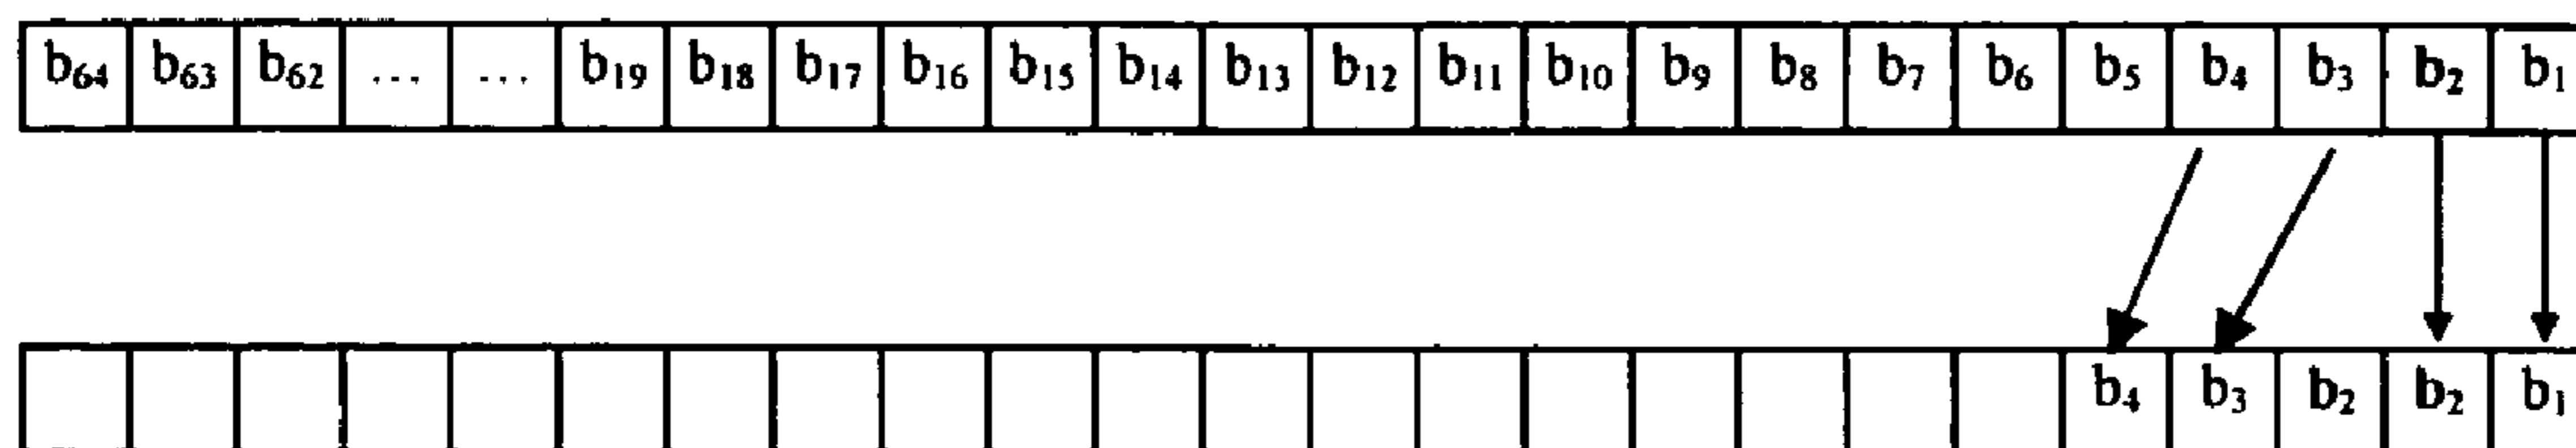 b₆₄ b₆₃ b₆₂ ... ... b₁₉ b₁₈ b₁₇ b₁₆ b₁₅ b₁₄ b₁₃ b₁₂ b₁₁ b₁₀ b₉ b₈ b₇ b₆ b₅ b₄ b₃ b₂ b₁
b₄ b₃ b₂ b₂ b₁